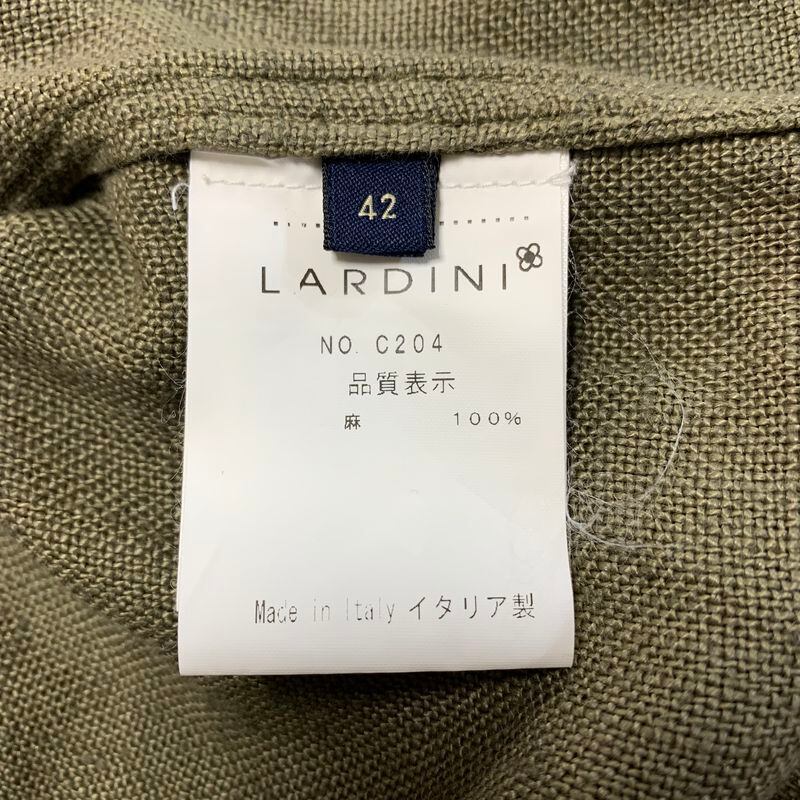 42
LARDINI
NO. C204
品質表示
麻 100%
Made in Italy イタリア製